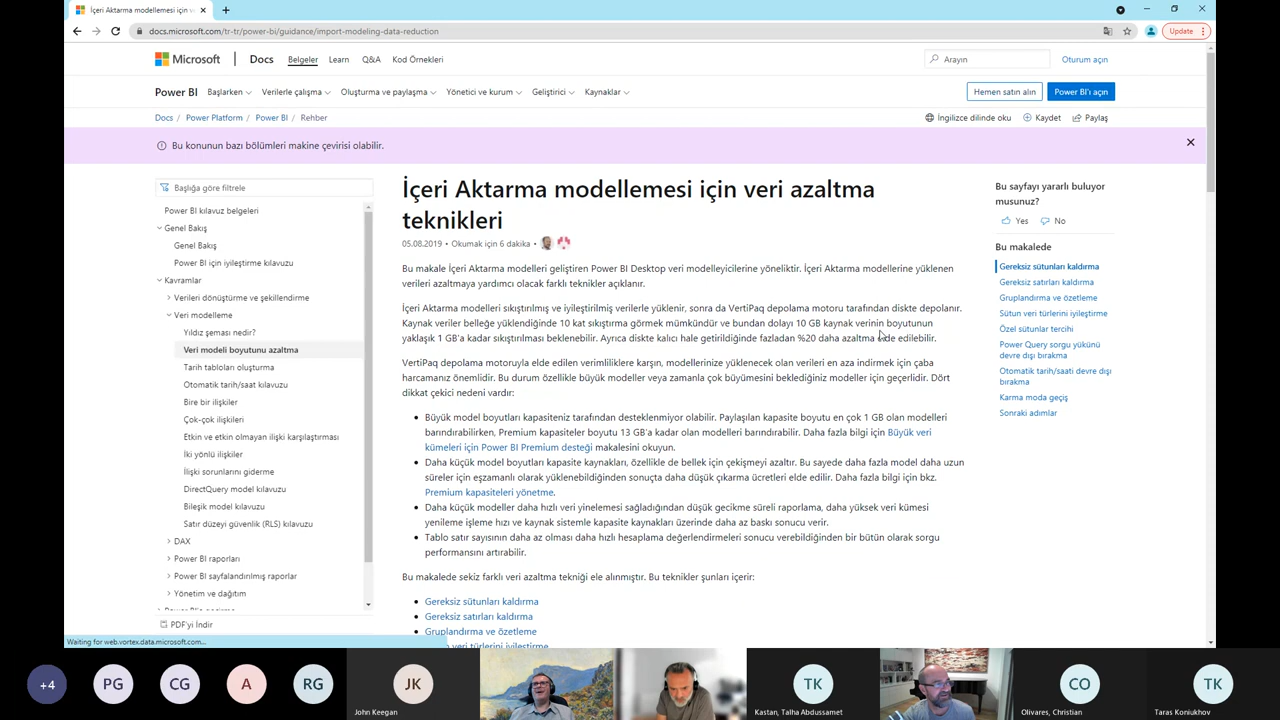 İçeri Aktarma modellemesi için v
docs.microsoft.com/tr-tr/power-bi/guidance/import-modeling-data-reduction
Update
Microsoft
Docs
Belgeler
Learn
Q&A
Kod Örnekleri
Arayın
Oturum açın
Power BI
Başlarken
Verilerle çalışma
Oluşturma ve paylaşma
Yönetici ve kurum
Geliştirici
Kaynaklar
Hemen satın alın
Power BI'ı açın
Docs / Power Platform / Power BI / Rehber
İngilizce dilinde oku
Kaydet
Paylaş
Bu konunun bazı bölümleri makine çevirisi olabilir.
Başlığa göre filtrele
Power BI kılavuz belgeleri
Genel Bakış
Genel Bakış
Power BI için iyileştirme kılavuzu
Kavramlar
Verileri dönüştürme ve şekillendirme
Veri modelleme
Yıldız şeması nedir?
Veri modeli boyutunu azaltma
Tarih tabloları oluşturma
Otomatik tarih/saat kılavuzu
Bire bir ilişkiler
Çok-çok ilişkileri
Etkin ve etkin olmayan ilişki karşılaştırması
İki yönlü ilişkiler
İlişki sorunlarını giderme
DirectQuery model kılavuzu
Bileşik model kılavuzu
Satır düzeyi güvenlik (RLS) kılavuzu
DAX
Power BI raporları
Power BI sayfalandırılmış raporlar
Yönetim ve dağıtım
PDF'yi İndir
İçeri Aktarma modellemesi için veri azaltma
teknikleri
05.08.2019 • Okumak için 6 dakika •
Bu makale İçeri Aktarma modelleri geliştiren Power BI Desktop veri modelleyicilerine yöneliktir. İçeri Aktarma modellerine yüklenen
verileri azaltmaya yardımcı olacak farklı teknikler açıklanır.
İçeri Aktarma modelleri sıkıştırılmış ve iyileştirilmiş verilerle yüklenir, sonra da VertiPaq depolama motoru tarafından diskte depolanır.
Kaynak veriler belleğe yüklendiğinde 10 kat sıkıştırma görmek mümkündür ve bundan dolayı 10 GB kaynak verinin boyutunun
yaklaşık 1 GB'a kadar sıkıştırılması beklenebilir. Ayrıca diskte kalıcı hale getirildiğinde fazladan %20 daha azaltma elde edilebilir.
VertiPaq depolama motoruyla elde edilen verimliliklere karşın, modellerinize yüklenecek olan verileri en aza indirmek için çaba
harcamanız önemlidir. Bu durum özellikle büyük modeller veya zamanla çok büyümesini beklediğiniz modeller için geçerlidir. Dört
dikkat çekici nedeni vardır:
• Büyük model boyutları kapasiteniz tarafından desteklenmiyor olabilir. Paylaşılan kapasite boyutu en çok 1 GB olan modelleri
barındırabilirken, Premium kapasiteler boyutu 13 GB'a kadar olan modelleri barındırabilir. Daha fazla bilgi için Büyük veri
kümeleri için Power BI Premium desteği makalesini okuyun.
• Daha küçük model boyutları kapasite kaynakları, özellikle de bellek için çekişmeyi azaltır. Bu sayede daha fazla model daha uzun
süreler için eşzamanlı olarak yüklenebildiğinden sonuçta daha düşük çıkarma ücretleri elde edilir. Daha fazla bilgi için bkz.
Premium kapasiteleri yönetme.
• Daha küçük modeller daha hızlı veri yinelemesi sağladığından düşük gecikme süreli raporlama, daha yüksek veri kümesi
yenileme işleme hızı ve kaynak sistemle kapasite kaynakları üzerinde daha az baskı sonucu verir.
• Tablo satır sayısının daha az olması daha hızlı hesaplama değerlendirmeleri sonucu verebildiğinden bir bütün olarak sorgu
performansını artırabilir.
Bu makalede sekiz farklı veri azaltma tekniği ele alınmıştır. Bu teknikler şunları içerir:
• Gereksiz sütunları kaldırma
• Gereksiz satırları kaldırma
• Gruplandırma ve özetleme
veri türlerini iyileştirme
Bu sayfayı yararlı buluyor
musunuz?
Yes
No
Bu makalede
Gereksiz sütunları kaldırma
Gereksiz satırları kaldırma
Gruplandırma ve özetleme
Sütun veri türlerini iyileştirme
Özel sütunlar tercihi
Power Query sorgu yükünü
devre dışı bırakma
Otomatik tarih/saati devre dışı
bırakma
Karma moda geçiş
Sonraki adımlar
Waiting for web.vortex.data.microsoft.com...
+4
PG
CG
A
RG
JK
John Keegan
TK
Kastan, Talha Abdussamet
CO
Olivares, Christian
TK
Taras Koniukhov